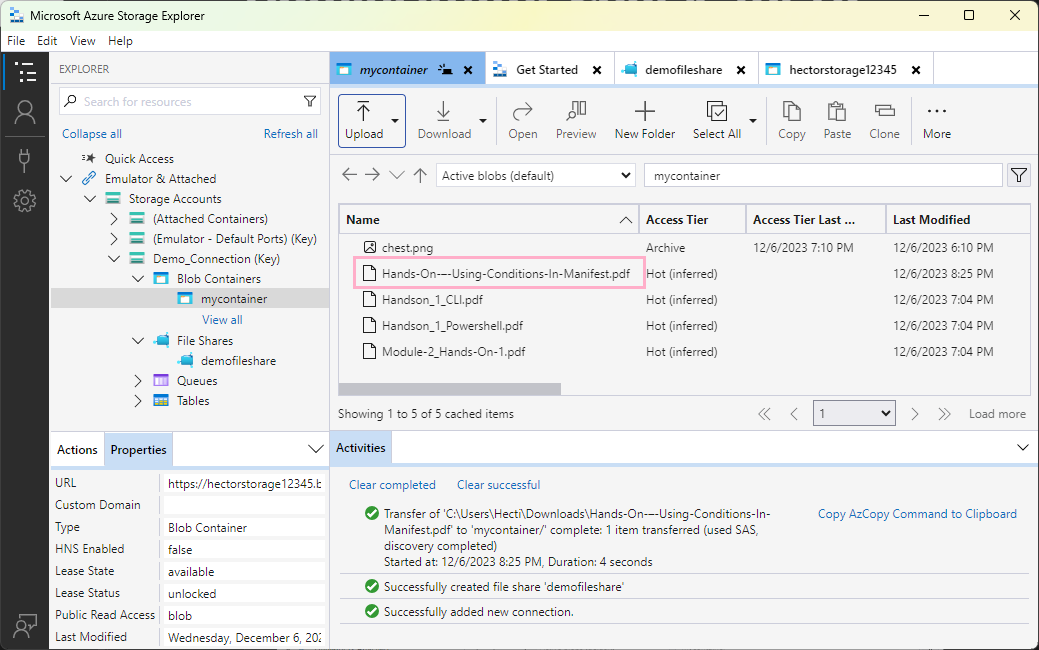 Microsoft Azure Storage Explorer
File Edit View Help
EXPLORER
Search for resources
Collapse all Refresh all
Quick Access
Emulator & Attached
Storage Accounts
(Attached Containers)
(Emulator - Default Ports) (Key)
Demo_Connection (Key)
Blob Containers
mycontainer
View all
File Shares
demofileshare
Queues
Tables
Actions Properties
URL https://hectorstorage12345.b
Custom Domain
Type Blob Container
HNS Enabled false
Lease State available
Lease Status unlocked
Public Read Access blob
Last Modified Wednesday, December 6, 202
mycontainer Get Started demofileshare hectorstorage12345
Upload Download Open Preview New Folder Select All Copy Paste Clone More
Active blobs (default) mycontainer
Name Access Tier Access Tier Last ... Last Modified
chest.png Archive 12/6/2023 7:10 PM 12/6/2023 6:10 PM
Hands-On-–-Using-Conditions-In-Manifest.pdf Hot (inferred) 12/6/2023 8:25 PM
Handson_1_CLI.pdf Hot (inferred) 12/6/2023 7:04 PM
Handson_1_Powershell.pdf Hot (inferred) 12/6/2023 7:04 PM
Module-2_Hands-On-1.pdf Hot (inferred) 12/6/2023 7:04 PM
Showing 1 to 5 of 5 cached items 1 Load more
Activities
Clear completed Clear successful
Transfer of 'C:\Users\Hecti\Downloads\Hands-On-–-Using-Conditions-In-
Manifest.pdf' to 'mycontainer/' complete: 1 item transferred (used SAS,
discovery completed)
Started at: 12/6/2023 8:25 PM, Duration: 4 seconds
Copy AzCopy Command to Clipboard
Successfully created file share 'demofileshare'
Successfully added new connection.